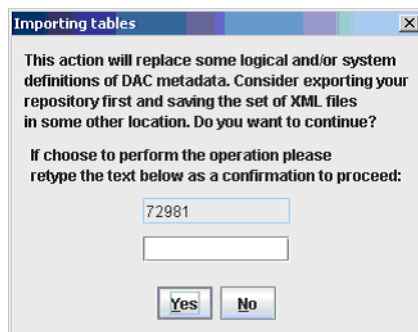 Importing tables
This action will replace some logical and/or system
definitions of DAC metadata. Consider exporting your
repository first and saving the set of XML files
in some other location. Do you want to continue?
If choose to perform the operation please
retype the text below as a confirmation to proceed:
72981
Yes No